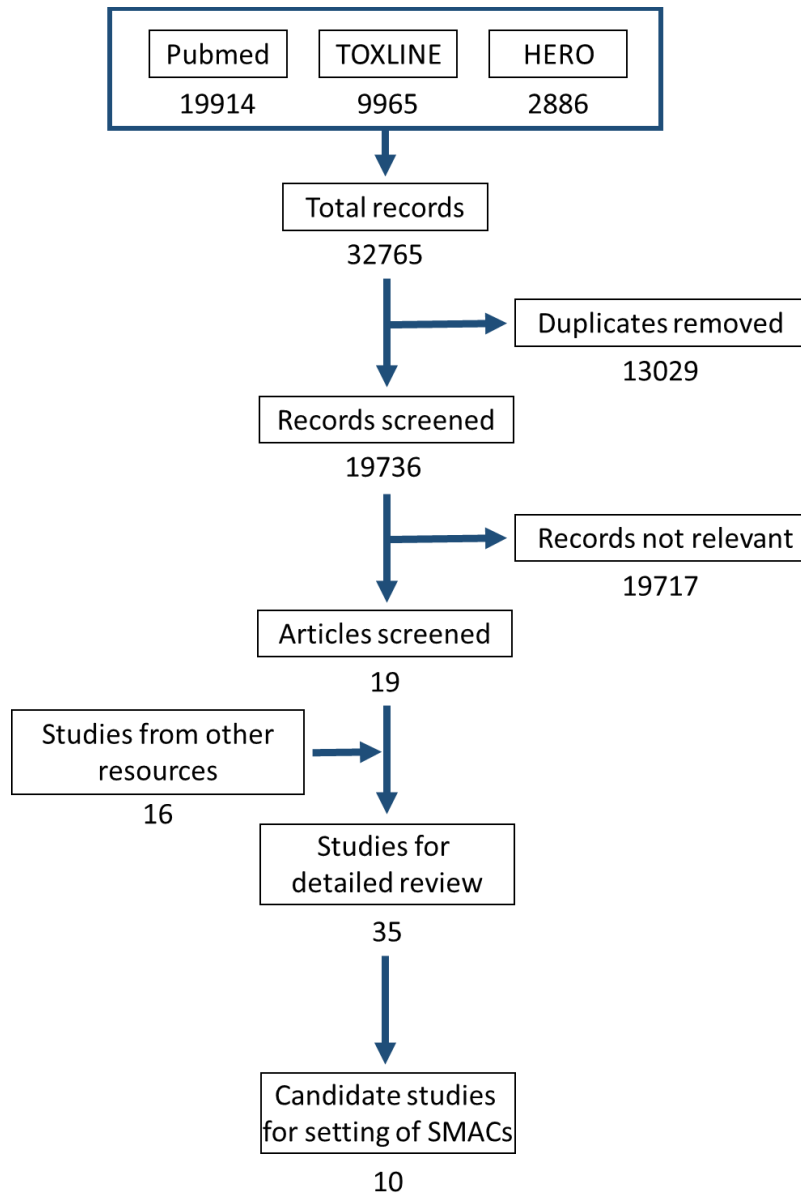 Pubmed TOXLINE HERO
19914 9965 2886
Total records
32765
Duplicates removed
13029
Records screened
19736
Records not relevant
19717
Articles screened
19
Studies from other
resources
16
Studies for
detailed review
35
Candidate studies
for setting of SMACs
10